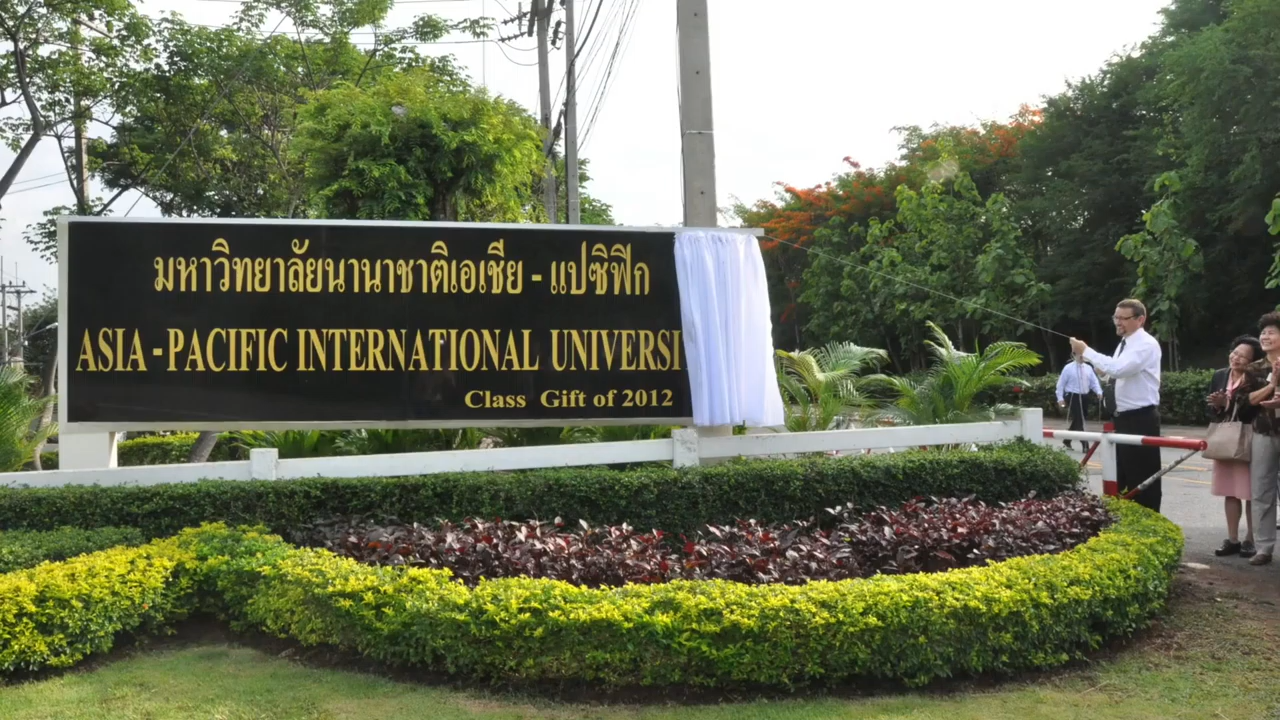 มหาวิทยาลัยนานาชาติเอเชีย - แปซิฟิก
ASIA - PACIFIC INTERNATIONAL UNIVERSI
Class Gift of 2012